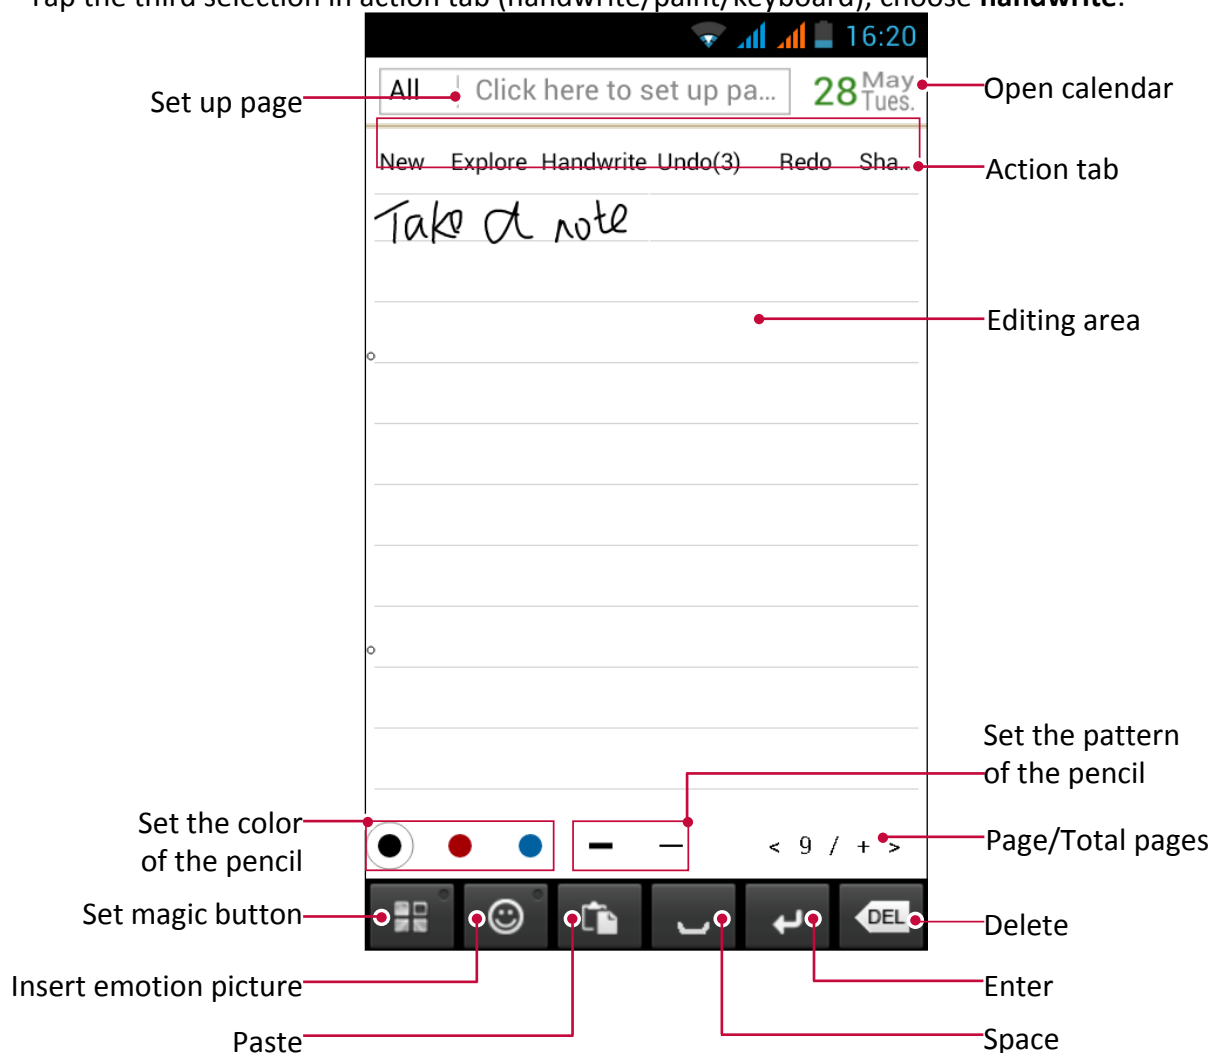 Tap the third selection in action tab (handwrite/paint/keyboard), choose handwrite.
16:20
All Click here to set up pa... 28 May Tues.
Set up page
Open calendar
New Explore Handwrite Undo(3) Redo Sha..
Action tab
Take a note
Editing area
Set the pattern
of the pencil
Set the color
of the pencil
< 9 / + >
Page/Total pages
Set magic button
DEL
Delete
Insert emotion picture
Enter
Paste
Space